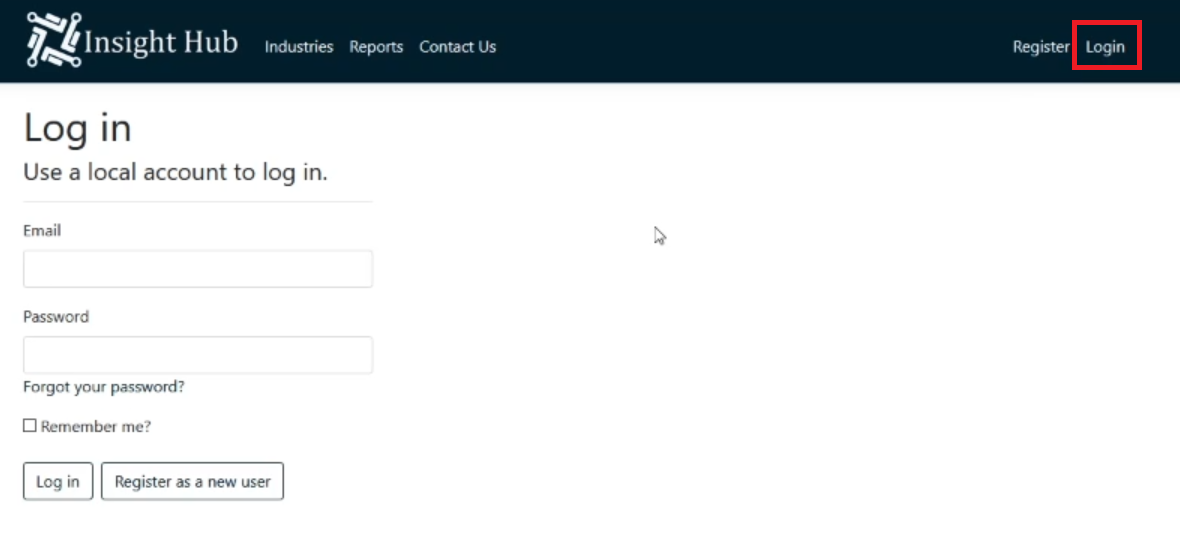 Insight Hub Industries Reports Contact Us Register Login
Log in
Use a local account to log in.
Email
Password
Forgot your password?
Remember me?
Log in Register as a new user